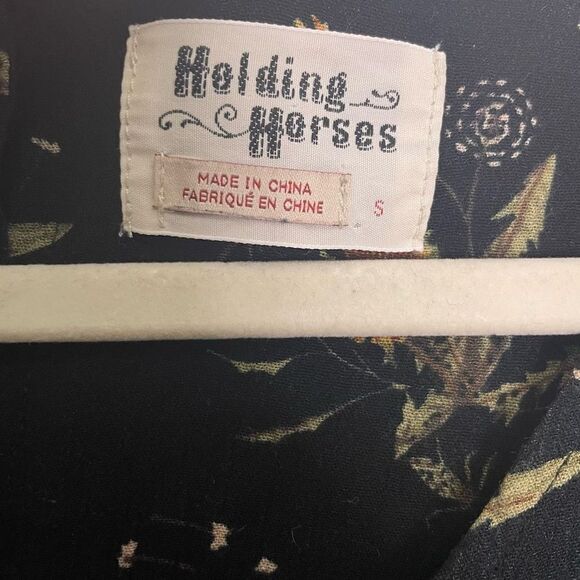 Holding
Horses
MADE IN CHINA
FABRIQUÉ EN CHINE
S